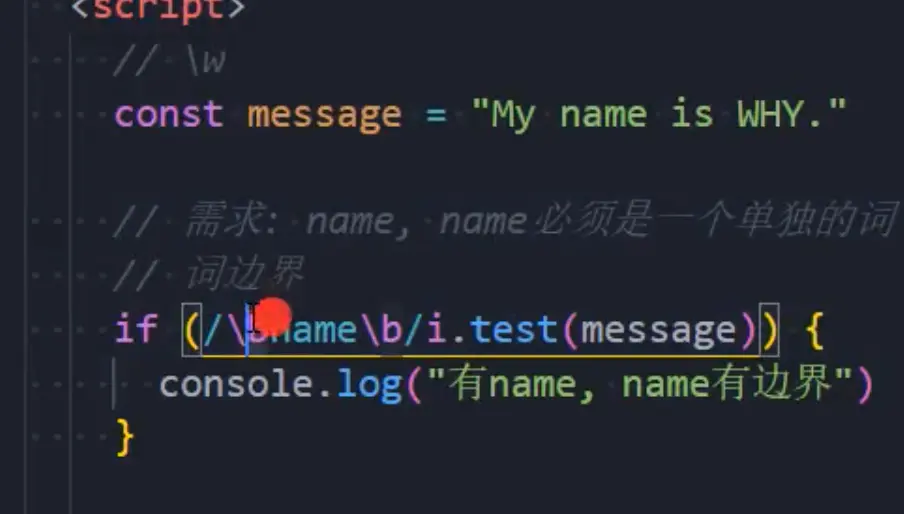 <script>
// \w
const message = "My name is WHY."
// 需求: name, name必须是一个单独的词
// 词边界
if (/\bname\b/i.test(message)) {
console.log("有name, name有边界")
}